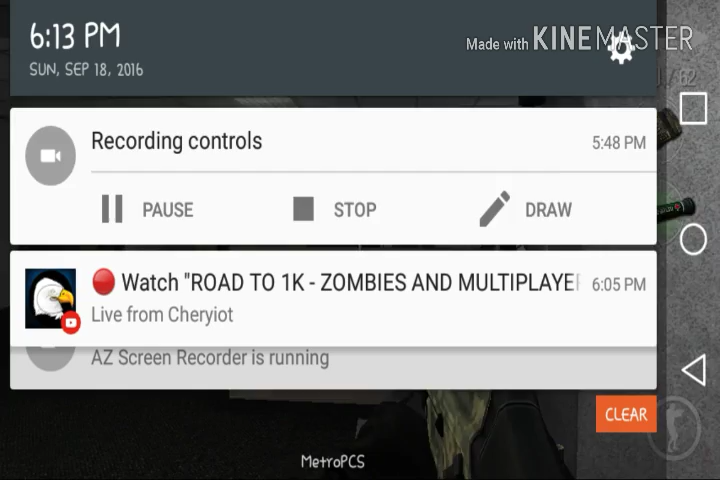 6:13 PM
Made with KINEMASTER
SUN, SEP 18, 2016
Recording controls
5:48 PM
PAUSE
STOP
DRAW
🔴 Watch "ROAD TO 1K - ZOMBIES AND MULTIPLAYE
6:05 PM
Live from Cheryiot
AZ Screen Recorder is running
CLEAR
MetroPCS